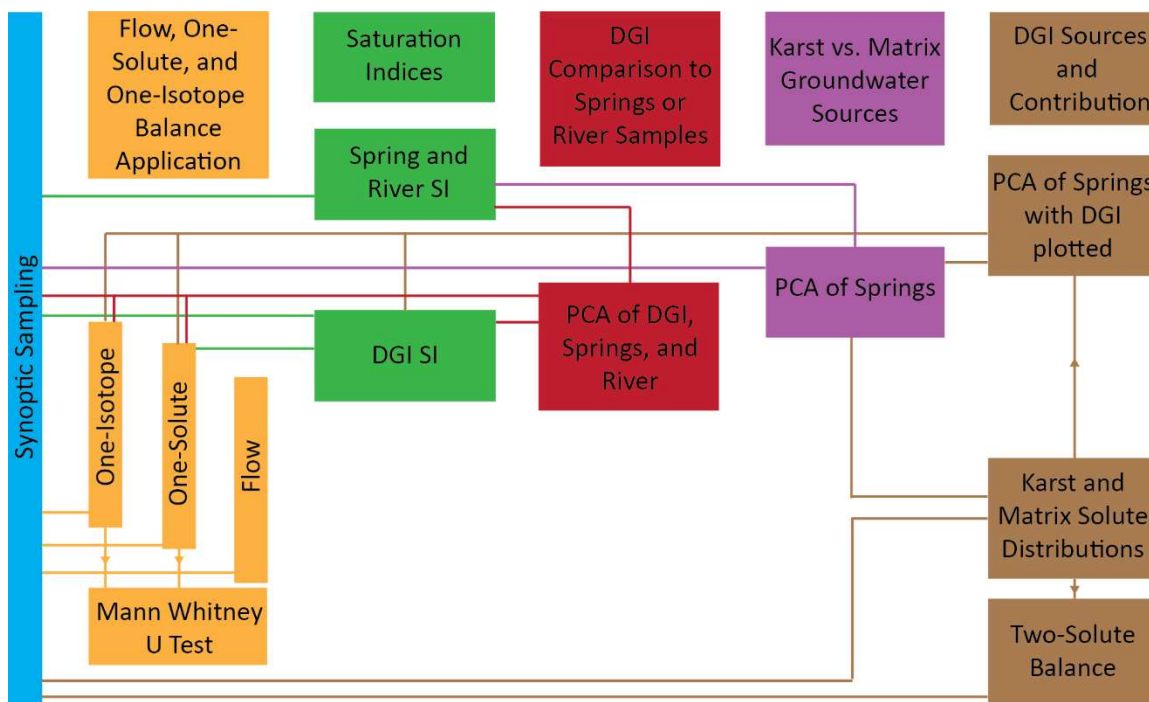 Synoptic Sampling
Flow, One-
Solute, and
One-Isotope
Balance
Application
Saturation
Indices
DGI
Comparison to
Springs or
River Samples
Karst vs. Matrix
Groundwater
Sources
DGI Sources
and
Contribution
Spring and
River SI
PCA of Springs
with DGI
plotted
PCA of Springs
DGI SI
PCA of DGI,
Springs, and
River
One-Isotope
One-Solute
Flow
Karst and
Matrix Solute
Distributions
Mann Whitney
U Test
Two-Solute
Balance